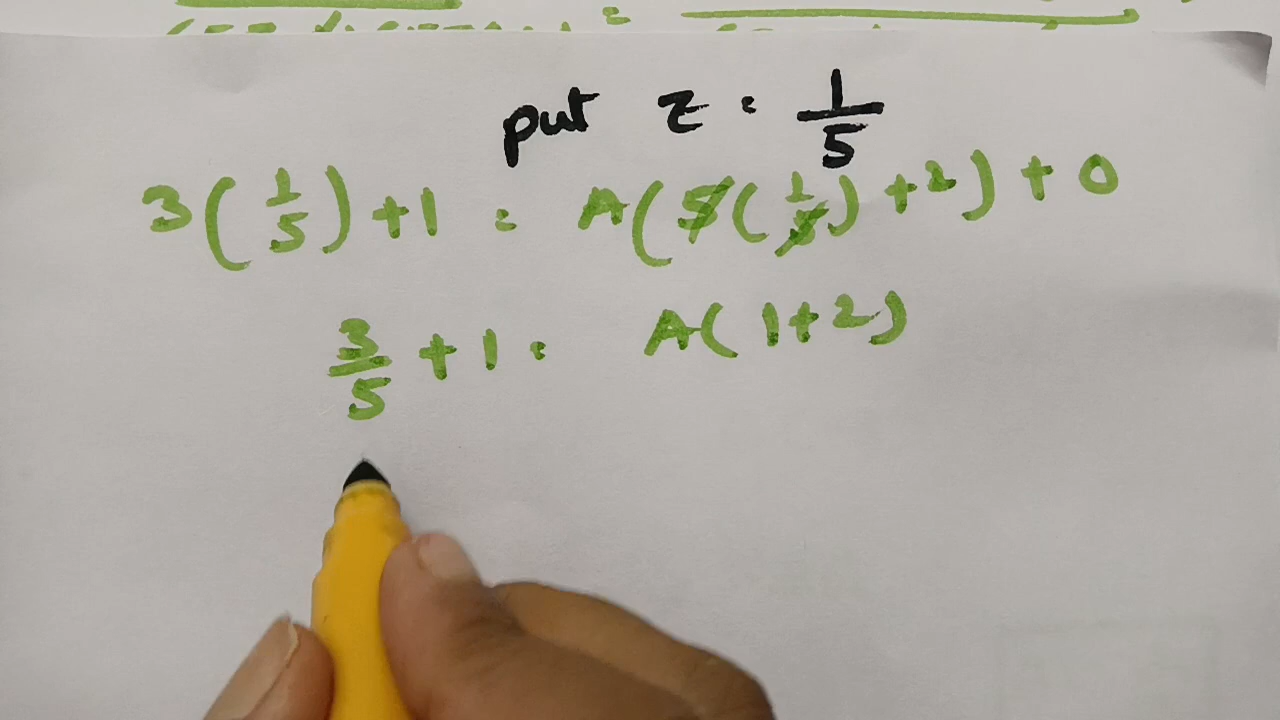 put z = 1/5
3(1/5) + 1 = A(5(1/5) + 2) + 0
3/5 + 1 = A(1+2)